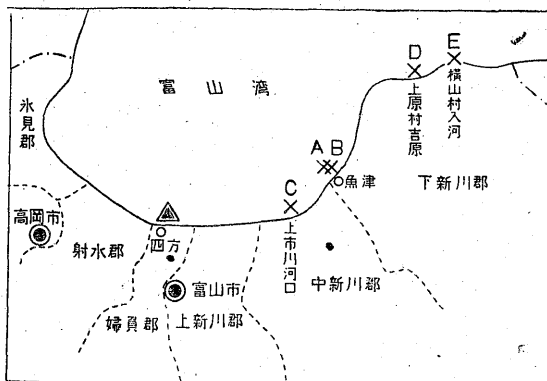 D
E
上原村吉原
横山村入河
富山湾
氷見郡
A B
魚津
下新川郡
C
上市川河口
高岡市
射水郡
四方
富山市
中新川郡
婦負郡
上新川郡